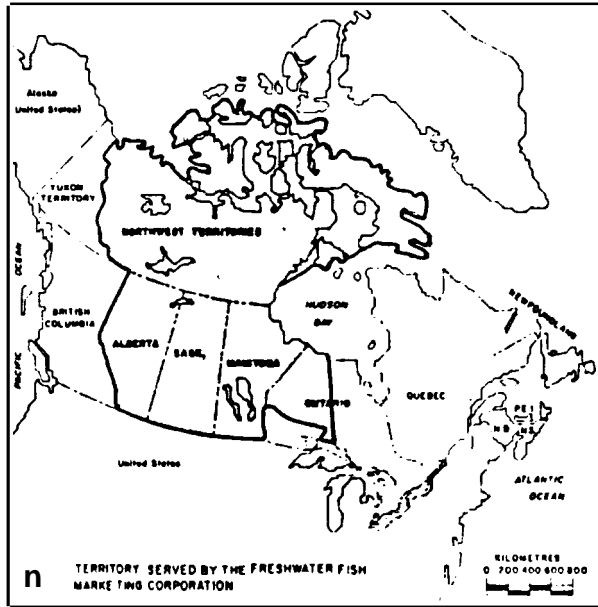 Alaska
United States)
YUKON
TERRITORY
NORTHWEST TERRITORIES
PACIFIC OCEAN
BRITISH
COLUMBIA
ALBERTA
SASK.
MANITOBA
HUDSON
BAY
ONTARIO
QUEBEC
NEWFOUNDLAND
P E I
N B
N S
United States
ATLANTIC
OCEAN
KILOMETRES
0 200 400 600 800
n TERRITORY SERVED BY THE FRESHWATER FISH
MARKETING CORPORATION